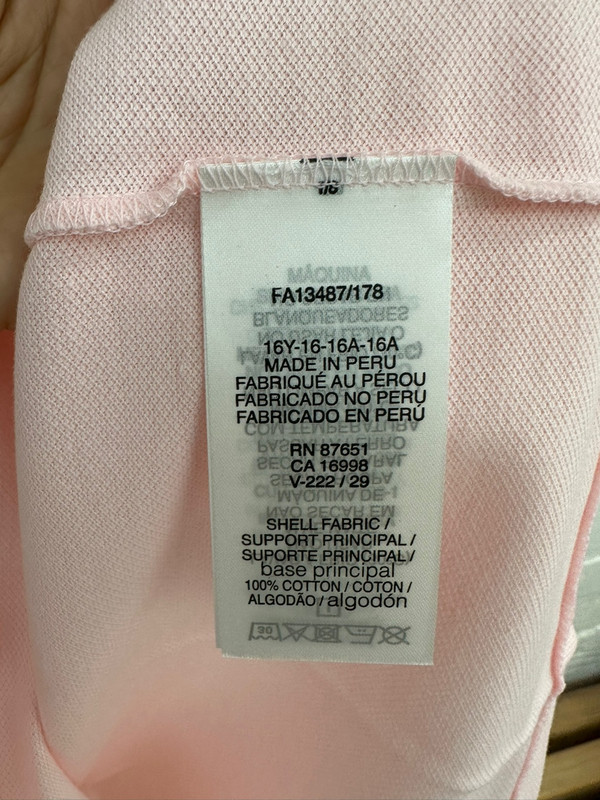 FA13487/178
16Y-16-16A-16A
MADE IN PERU
FABRIQUÉ AU PÉROU
FABRICADO NO PERU
FABRICADO EN PERÚ
RN 87651
CA 16998
V-222 / 29
SHELL FABRIC /
SUPPORT PRINCIPAL /
SUPORTE PRINCIPAL /
base principal
100% COTTON / COTON /
ALGODÃO / algodón
30